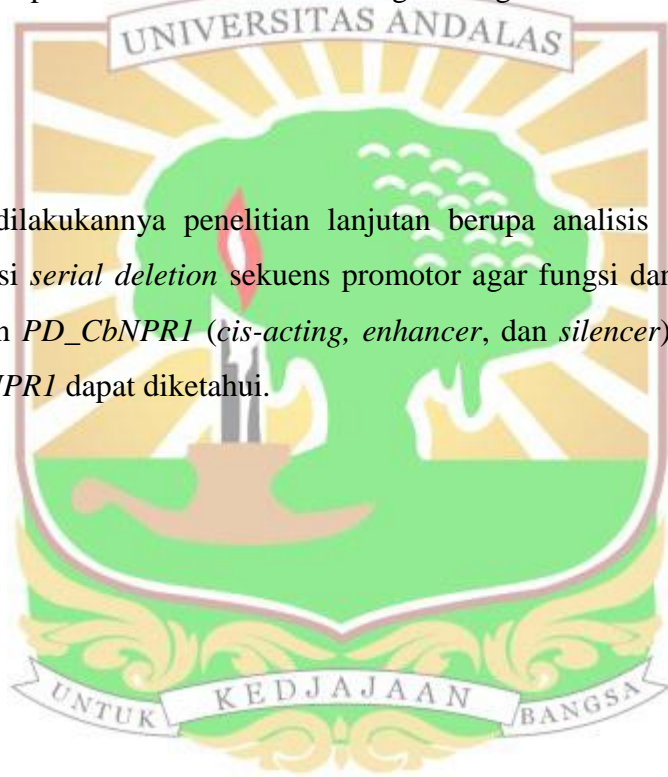 UNIVERSITAS ANDALAS
dilakukannya penelitian lanjutan berupa analisis
si serial deletion sekuens promotor agar fungsi dar
n PD_CbNPR1 (cis-acting, enhancer, dan silencer)
NPR1 dapat diketahui.
UNTUK KEDJAJAAN BANGSA